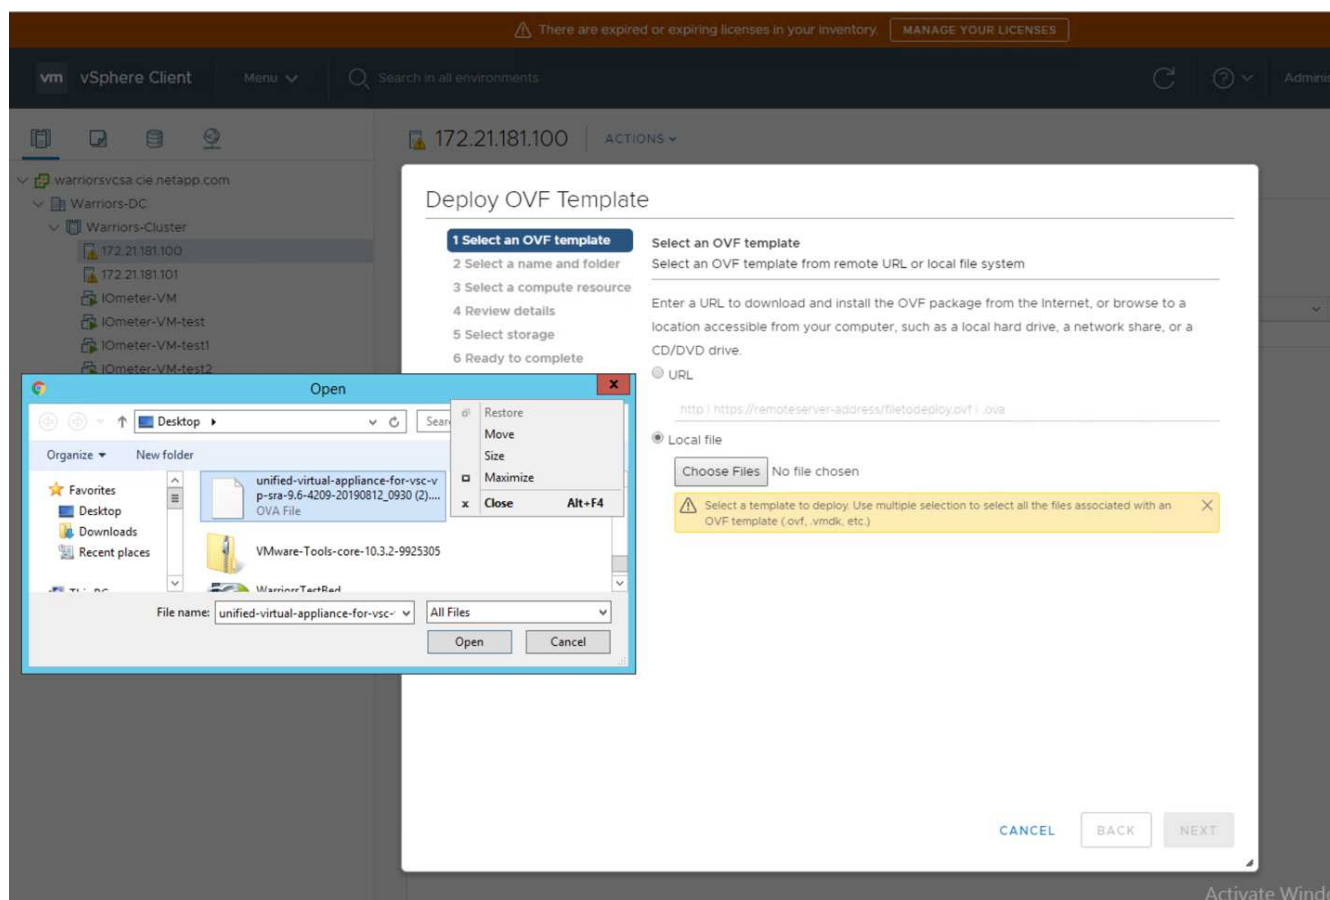 There are expired or expiring licenses in your inventory. MANAGE YOUR LICENSES
vm vSphere Client Menu Search in all environments
172.21.181.100 ACTIONS
warriorsvcsa.cie.netapp.com
Warriors-DC
Warriors-Cluster
172.21.181.100
172.21.181.101
IOmeter-VM
IOmeter-VM-test
IOmeter-VM-test1
IOmeter-VM-test2
Deploy OVF Template
1 Select an OVF template
2 Select a name and folder
3 Select a compute resource
4 Review details
5 Select storage
6 Ready to complete
Select an OVF template
Select an OVF template from remote URL or local file system
Enter a URL to download and install the OVF package from the Internet, or browse to a
location accessible from your computer, such as a local hard drive, a network share, or a
CD/DVD drive.
URL
http | https://remoteserver-address/filetodeploy.ovf | .ova
Local file
Choose Files No file chosen
Select a template to deploy. Use multiple selection to select all the files associated with an
OVF template (.ovf, .vmdk, etc.)
CANCEL BACK NEXT
Open
Desktop
Organize New folder
Favorites
Desktop
Downloads
Recent places
unified-virtual-appliance-for-vsc-v
p-sra-9.6-4209-20190812_0930 (2)....
OVA File
VMware-Tools-core-10.3.2-9925305
WarriorsTestBed
Restore
Move
Size
Maximize
x Close Alt+F4
File name: unified-virtual-appliance-for-vsc- All Files
Open Cancel
Activate